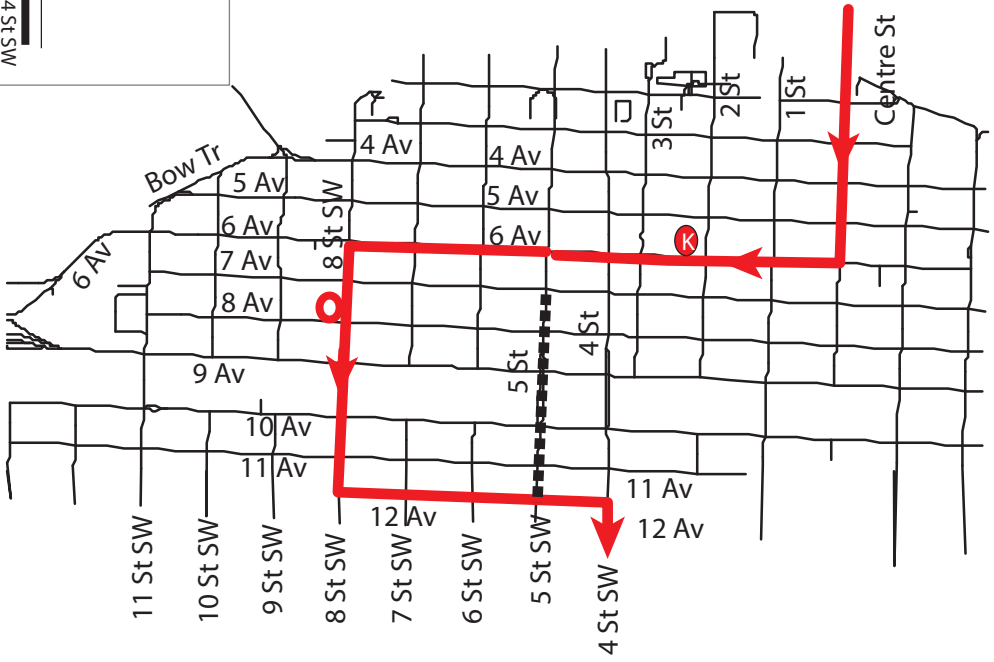 4 St SW
Centre St
1 St
2 St
3 St
4 Av
4 Av
Bow Tr
5 Av
5 Av
8 St SW
6 Av
6 Av
K
6 Av
7 Av
8 Av
4 St
5 St
9 Av
10 Av
11 Av
11 Av
12 Av
12 Av
11 St SW
10 St SW
9 St SW
8 St SW
7 St SW
6 St SW
5 St SW
4 St SW